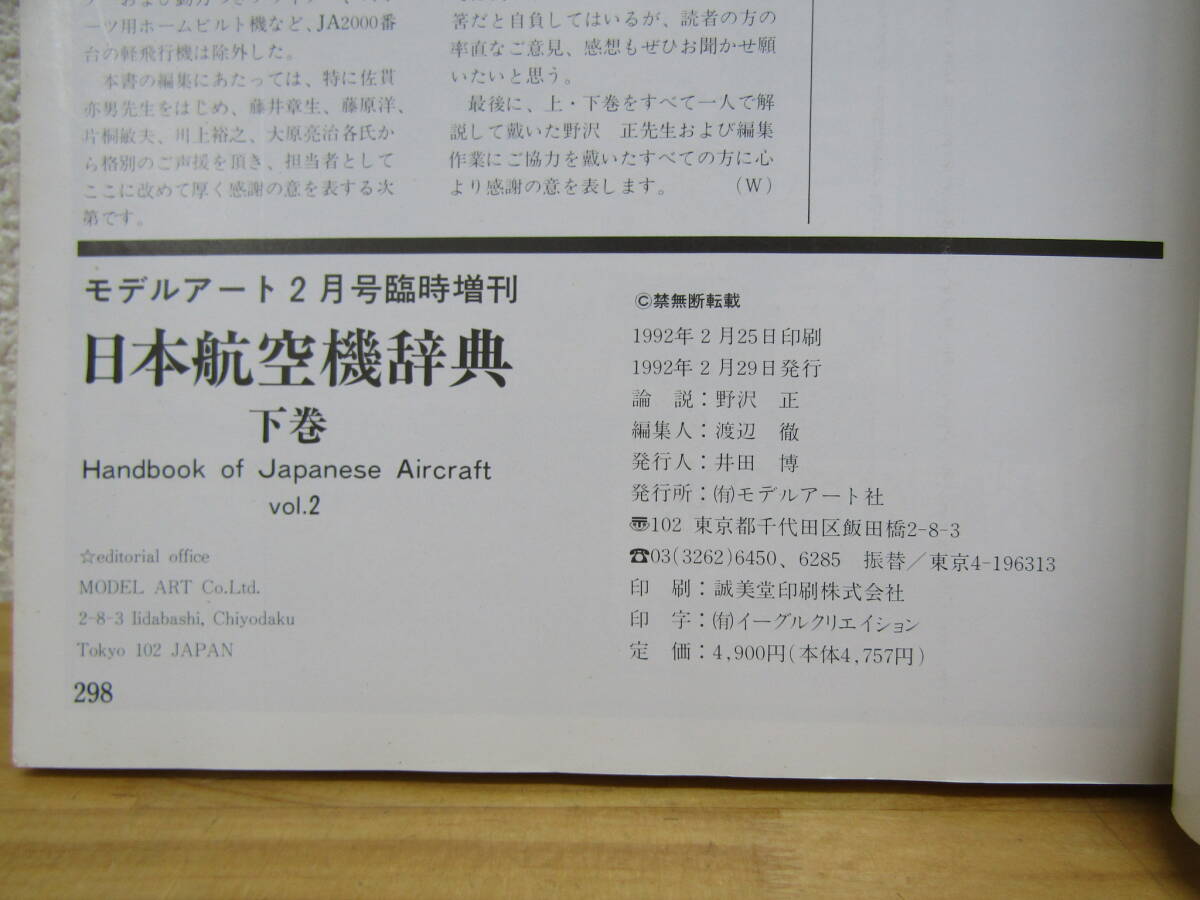 ーツ用ホームビルト機など、JA2000番
台の軽飛行機は除外した。
本書の編集にあたっては、特に佐貫
亦男先生をはじめ、藤井章生、藤原洋、
片桐敏夫、川上裕之、大原亮治各氏か
ら格別のご声援を頂き、担当者として
ここに改めて厚く感謝の意を表する次
第です。
筈だと自負してはいるが、読者の方の
率直なご意見、感想もぜひお聞かせ願
いたいと思う。
最後に、上・下巻をすべて一人で解
説して戴いた野沢 正先生および編集
作業にご協力を戴いたすべての方に心
より感謝の意を表します。 (W)
モデルアート2月号臨時増刊
日本航空機辞典
下巻
Handbook of Japanese Aircraft
vol.2
☆editorial office
MODEL ART Co.Ltd.
2-8-3 Iidabashi, Chiyodaku
Tokyo 102 JAPAN
298
©禁無断転載
1992年2月25日印刷
1992年2月29日発行
論 説：野沢 正
編集人：渡辺 徹
発行人：井田 博
発行所：㈲モデルアート社
〠102 東京都千代田区飯田橋2-8-3
☎03(3262)6450、6285 振替／東京4-196313
印 刷：誠美堂印刷株式会社
印 字：㈲イーグルクリエイション
定 価：4,900円(本体4,757円)